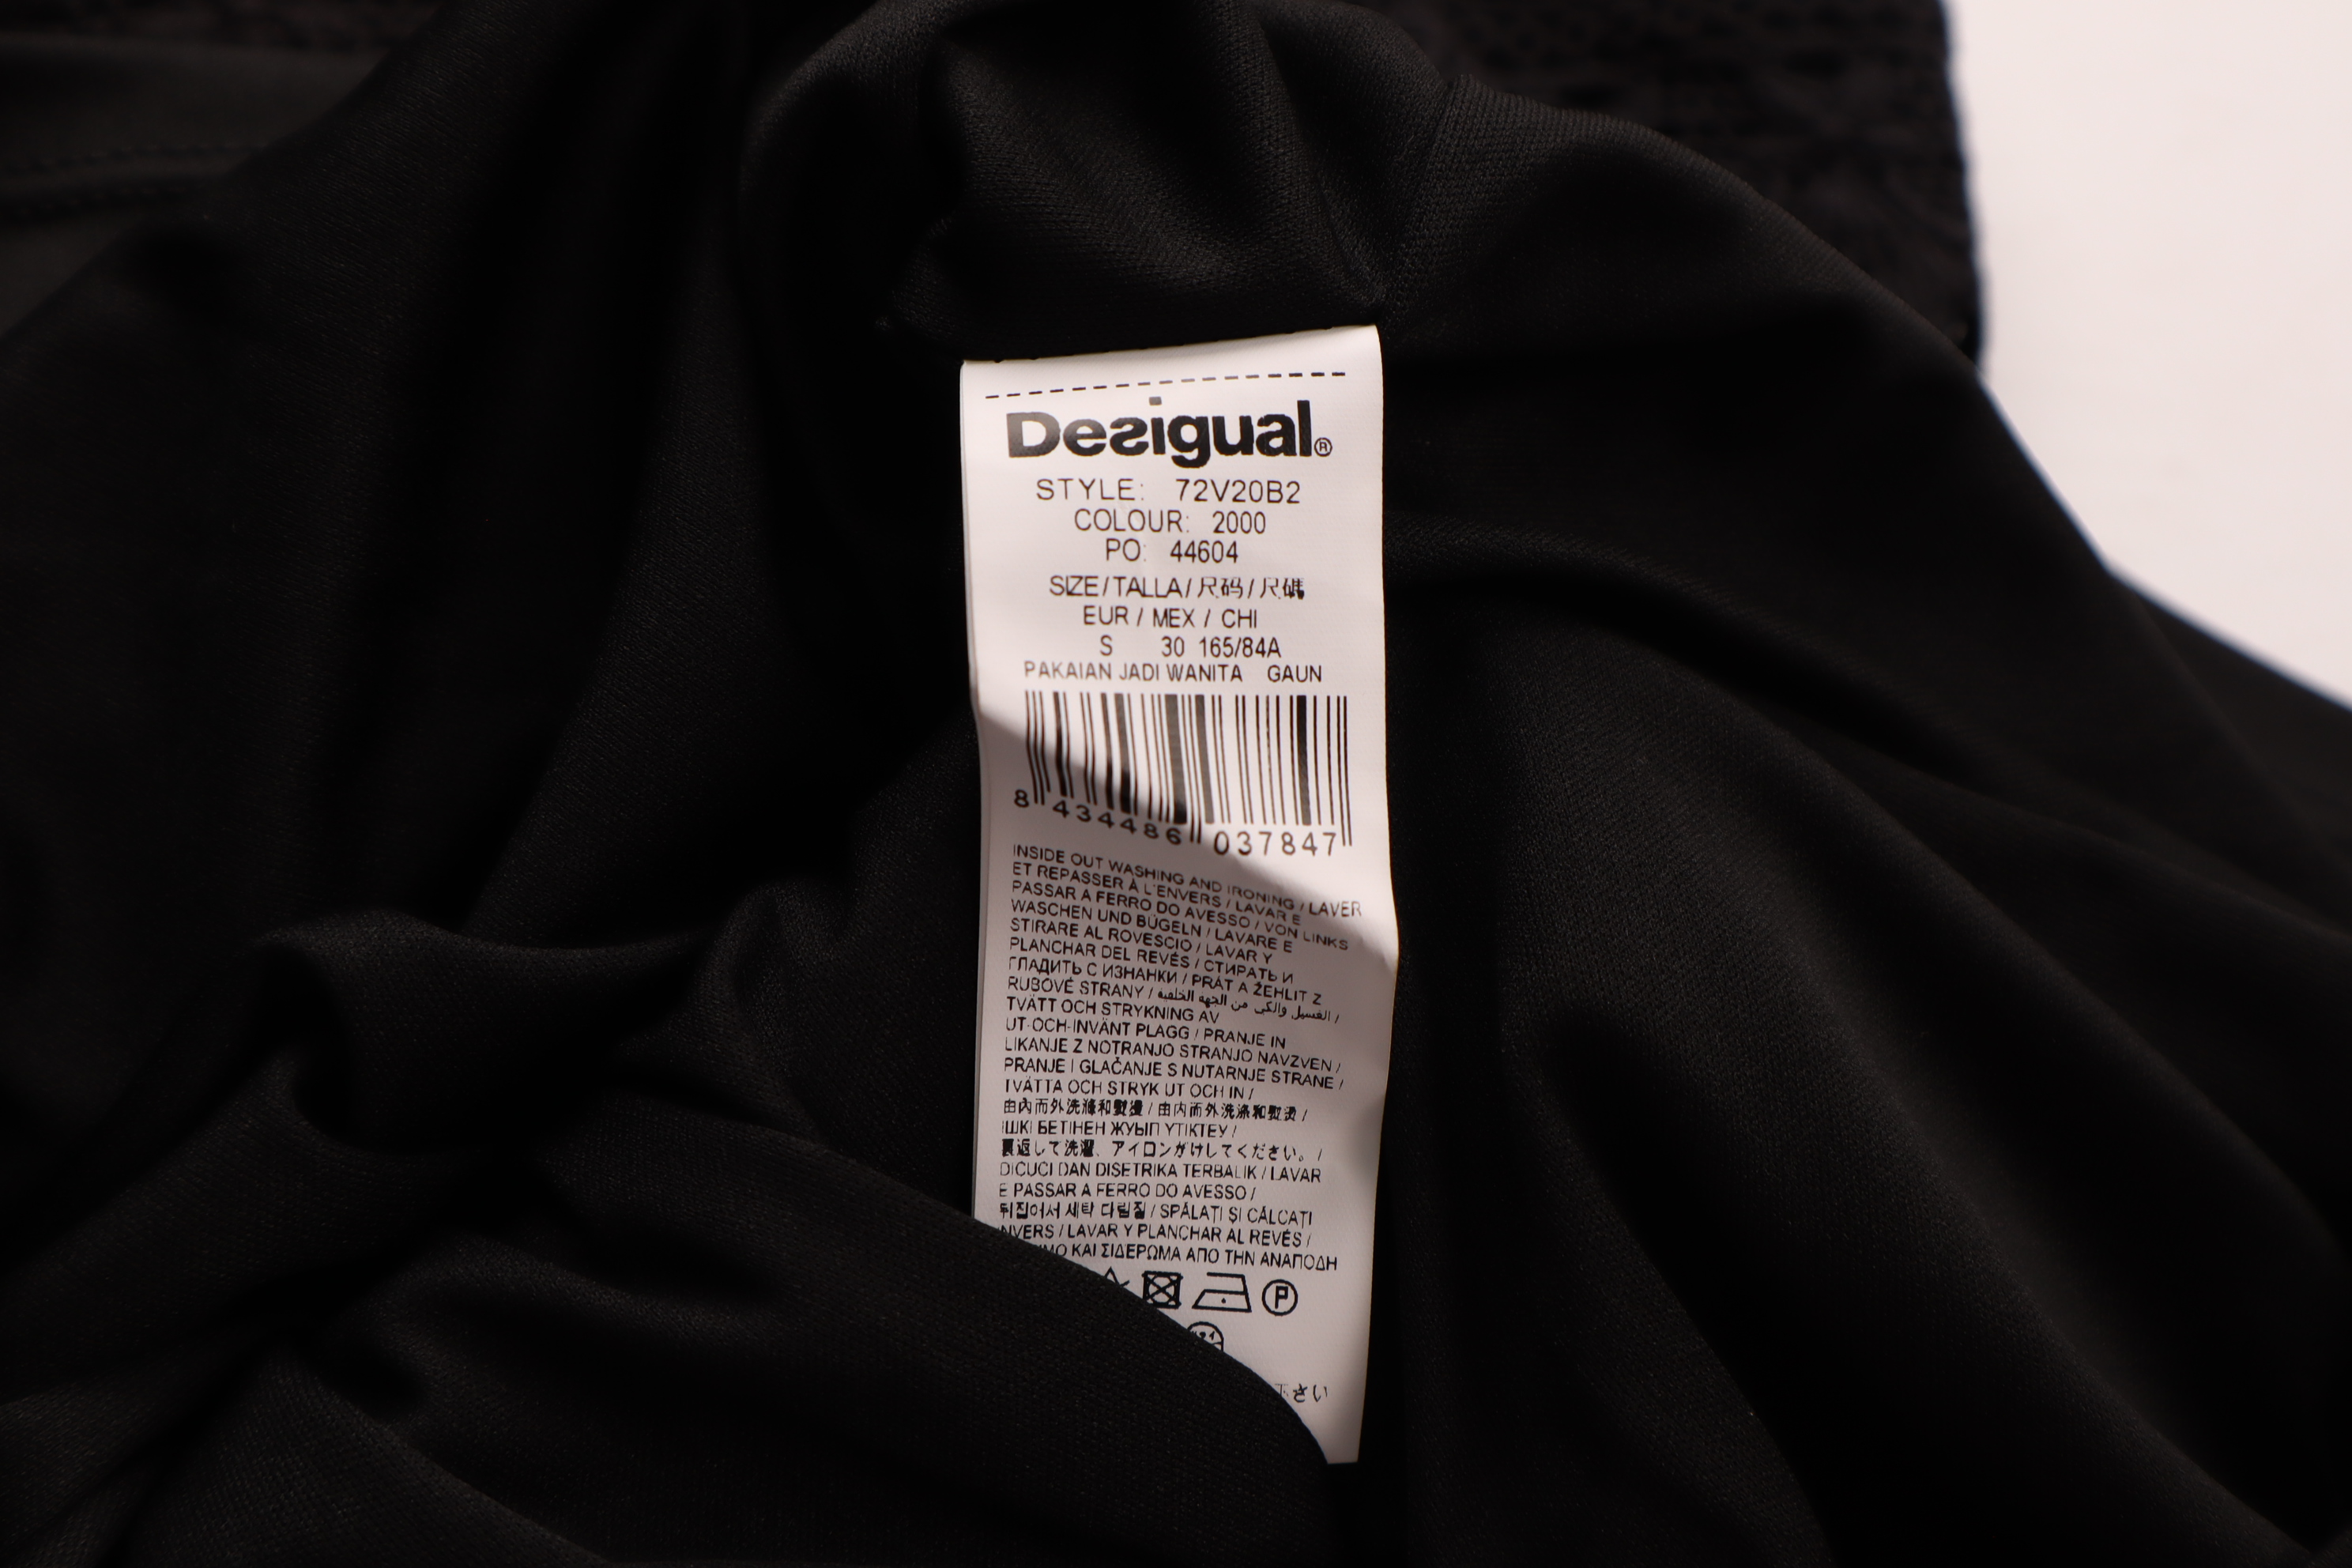 Desigual®
STYLE: 72V20B2
COLOUR: 2000
PO: 44604
SIZE/TALLA/尺码/尺碼
EUR / MEX / CHI
S 30 165/84A
PAKAIAN JADI WANITA GAUN
8 434486 037847
INSIDE OUT WASHING AND IRONING / LAVER
ET REPASSER À L'ENVERS / LAVAR E
PASSAR A FERRO DO AVESSO / VON LINKS
WASCHEN UND BÜGELN / LAVARE E
STIRARE AL ROVESCIO / LAVAR Y
PLANCHAR DEL REVÉS / СТИРАТЬ И
ГЛАДИТЬ С ИЗНАНКИ / PRÁT A ŽEHLIT Z
RUBOVÉ STRANY / الغسيل والكي من الجهة الخلفية /
TVÄTT OCH STRYKNING AV
UT-OCH-INVÄNT PLAGG / PRANJE IN
LIKANJE Z NOTRANJO STRANJO NAVZVEN /
PRANJE I GLAČANJE S NUTARNJE STRANE /
TVÄTTA OCH STRYK UT OCH IN /
由內而外洗滌和熨燙 / 由内而外洗涤和熨烫 /
ІШКІ БЕТІНЕН ЖУЫП ҮТІКТЕУ /
裏返して洗濯、アイロンがけしてください。 /
DICUCI DAN DISETRIKA TERBALIK / LAVAR
E PASSAR A FERRO DO AVESSO /
뒤집어서 세탁 다림질 / SPĂLAȚI ȘI CĂLCAȚI
/ LAVAR Y PLANCHAR AL REVÉS /
ΚΑΙ ΣΙΔΕΡΩΜΑ ΑΠΟ ΤΗΝ ΑΝΑΠΟΔΗ
P
さい